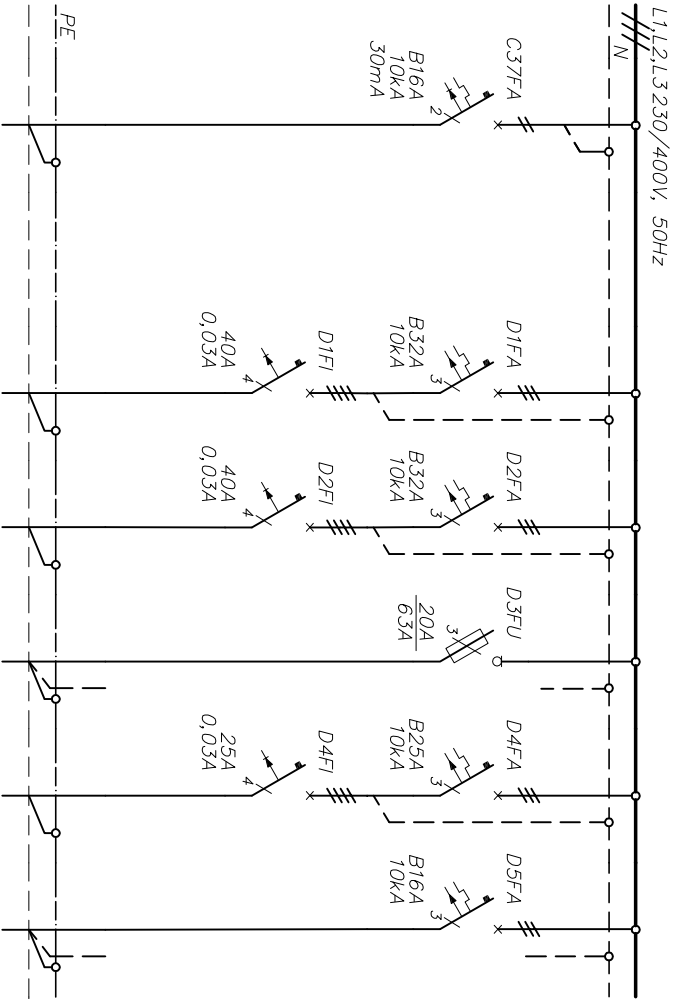 L1,L2,L3 230/400V, 50Hz
N
C37FA
B16A
10kA
30mA
2
D1FA
B32A
10kA
3
D1FI
40A
0,03A
4
D2FA
B32A
10kA
3
D2FI
40A
0,03A
4
D3FU
20A
63A
3
D4FA
B25A
10kA
3
D4FI
25A
0,03A
4
D5FA
B16A
10kA
3
PE